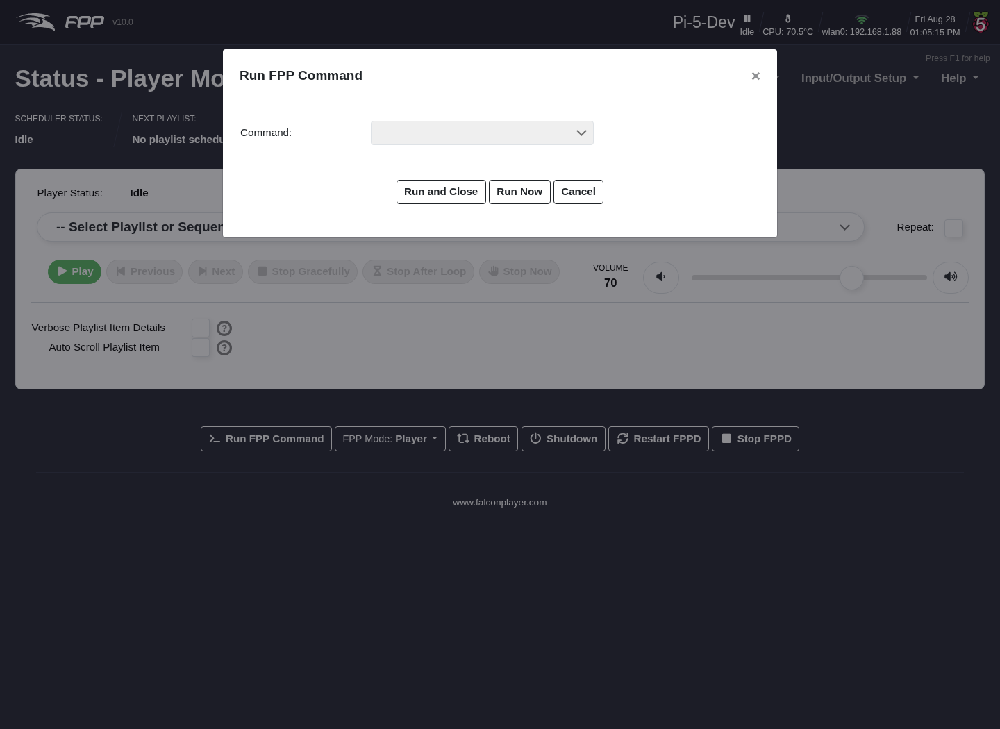 FPP v10.0
Pi-5-Dev
Idle
CPU: 70.5°C
wlan0: 192.168.1.88
Fri Aug 28
01:05:15 PM
5
Press F1 for help
Status - Player Mo
Input/Output Setup
Help
Run FPP Command
×
SCHEDULER STATUS:
Idle
NEXT PLAYLIST:
No playlist schedu
Command:
Run and Close
Run Now
Cancel
Player Status: Idle
-- Select Playlist or Sequen
Repeat:
Play
Previous
Next
Stop Gracefully
Stop After Loop
Stop Now
VOLUME
70
Verbose Playlist Item Details ?
Auto Scroll Playlist Item ?
Run FPP Command
FPP Mode: Player
Reboot
Shutdown
Restart FPPD
Stop FPPD
www.falconplayer.com